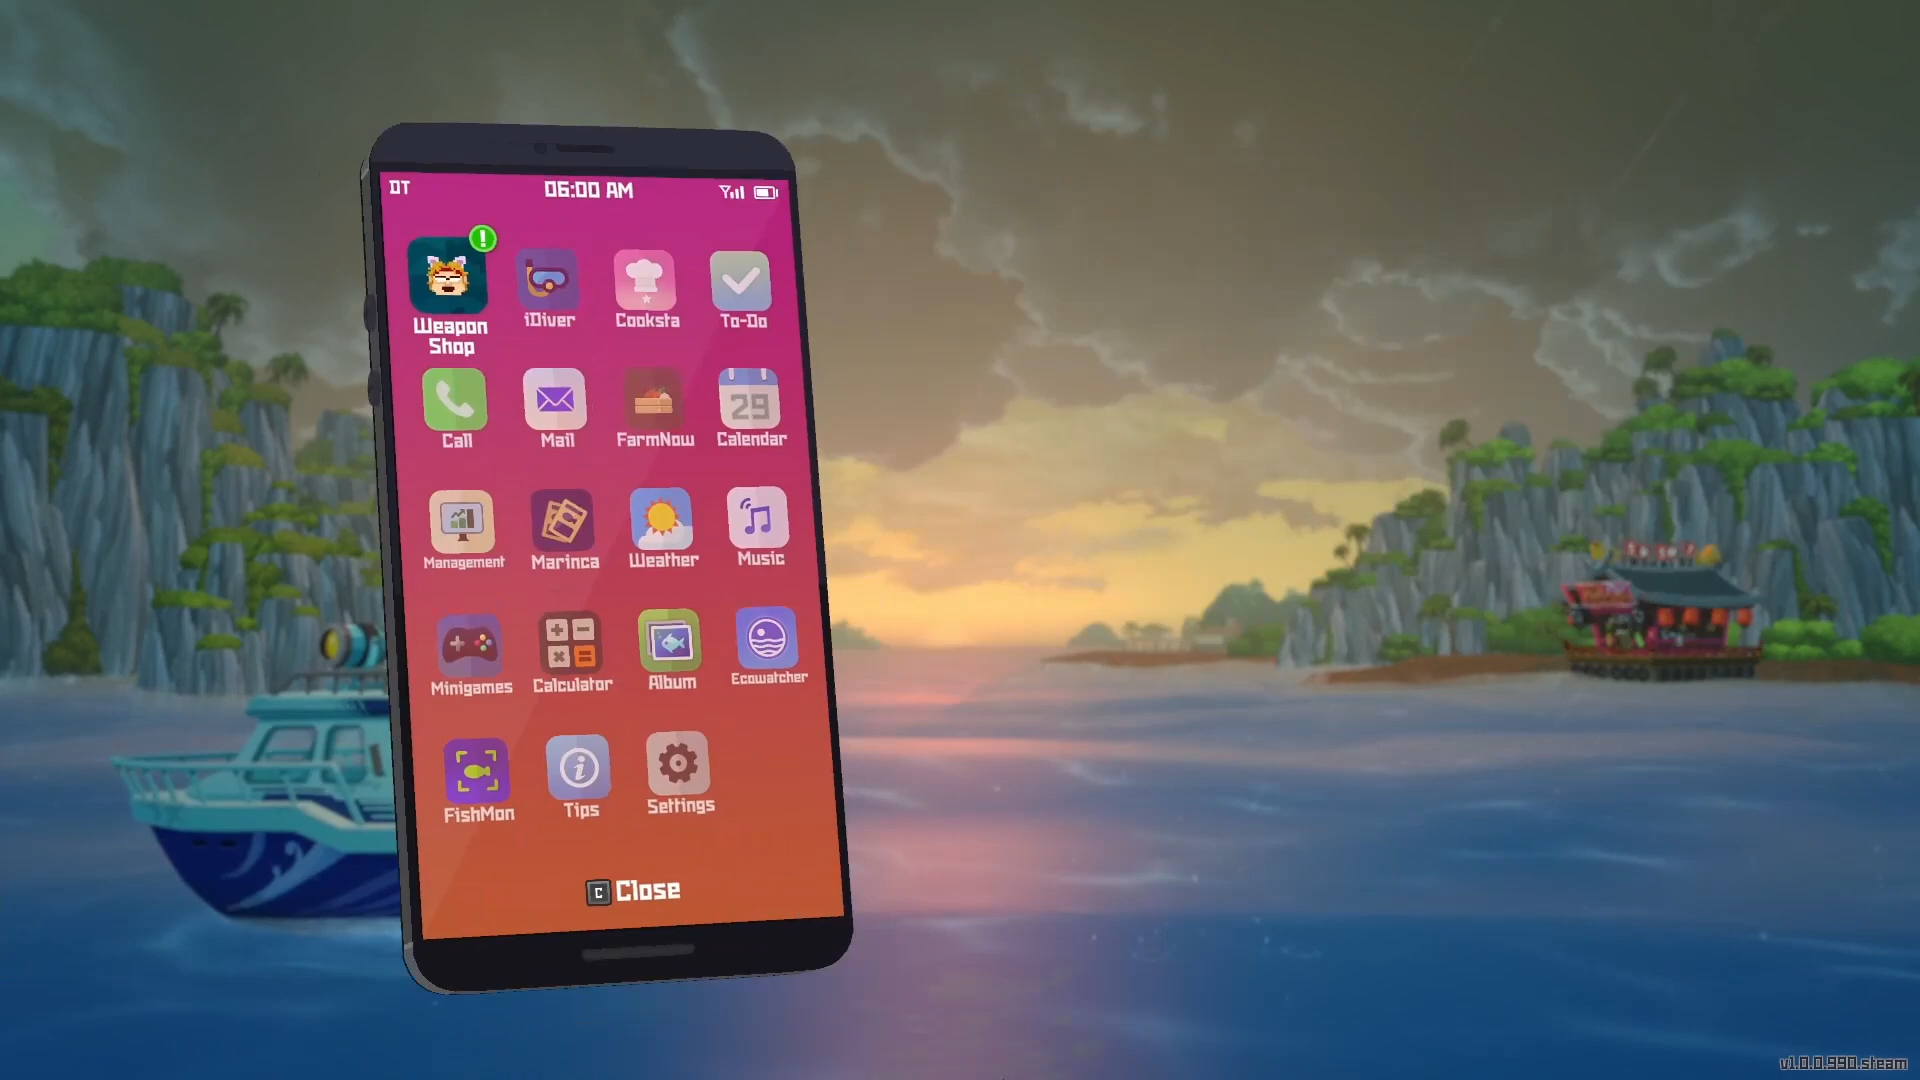 DT
06:00 AM
Weapon
Shop
iDiver
Cooksta
To-Do
Call
Mail
FarmNow
29
Calendar
Management
Marinca
Weather
Music
Minigames
Calculator
Album
Ecowatcher
FishMon
Tips
Settings
C Close
v1.0.0.990.steam